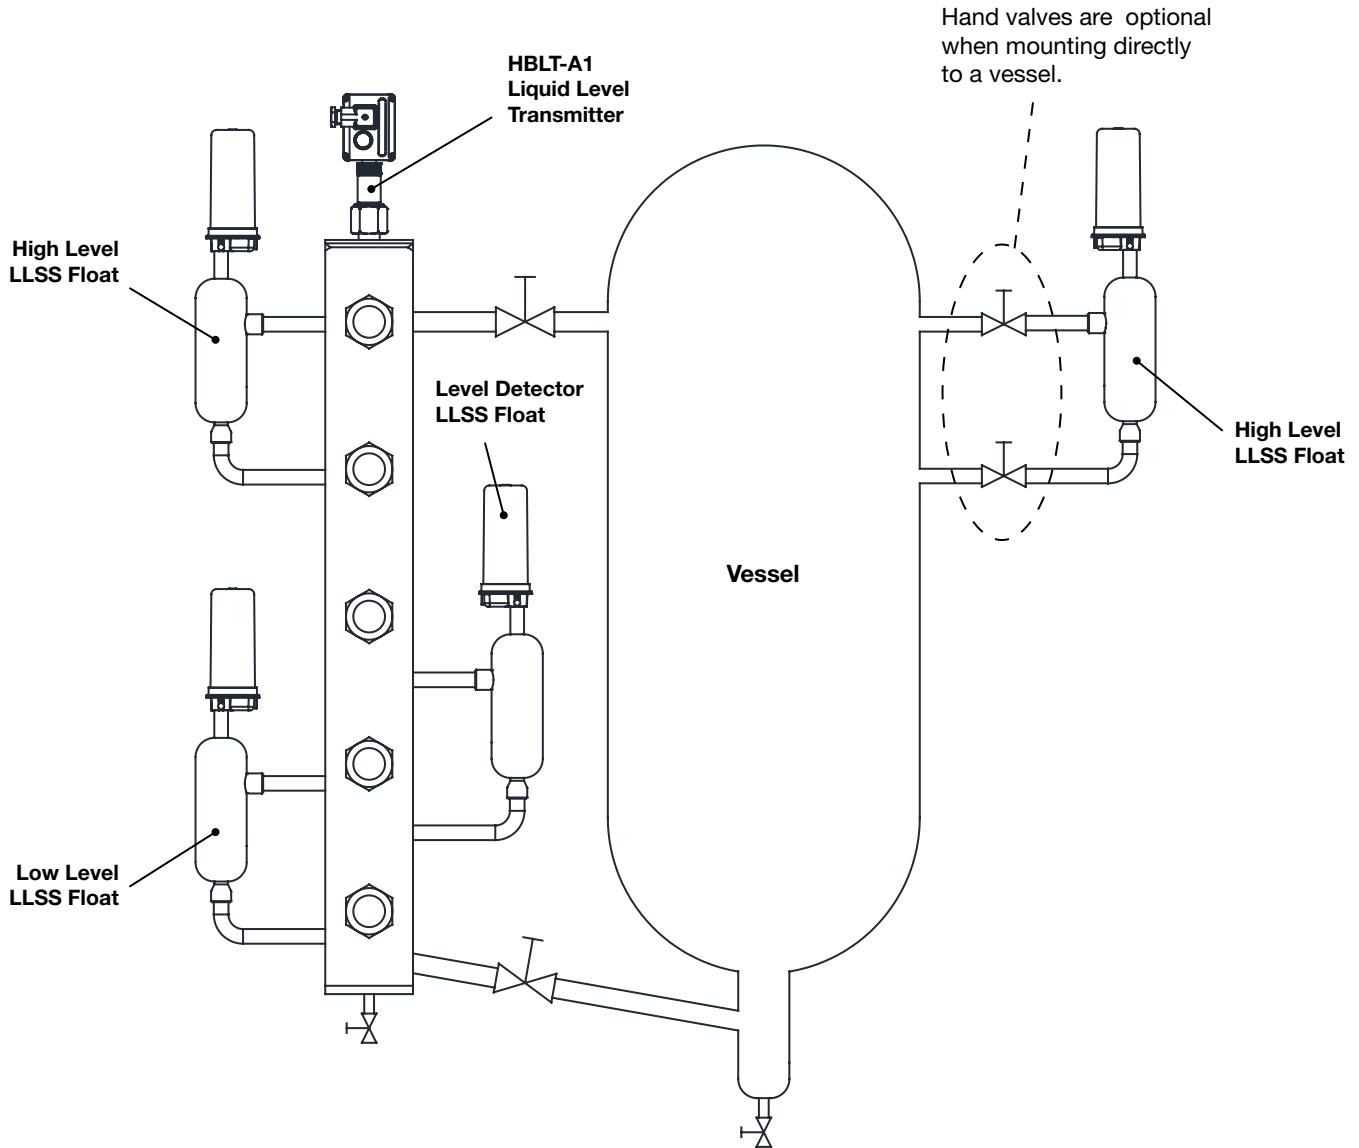 Hand valves are optional
when mounting directly
to a vessel.
HBLT-A1
Liquid Level
Transmitter
High Level
LLSS Float
Level Detector
LLSS Float
High Level
LLSS Float
Vessel
Low Level
LLSS Float